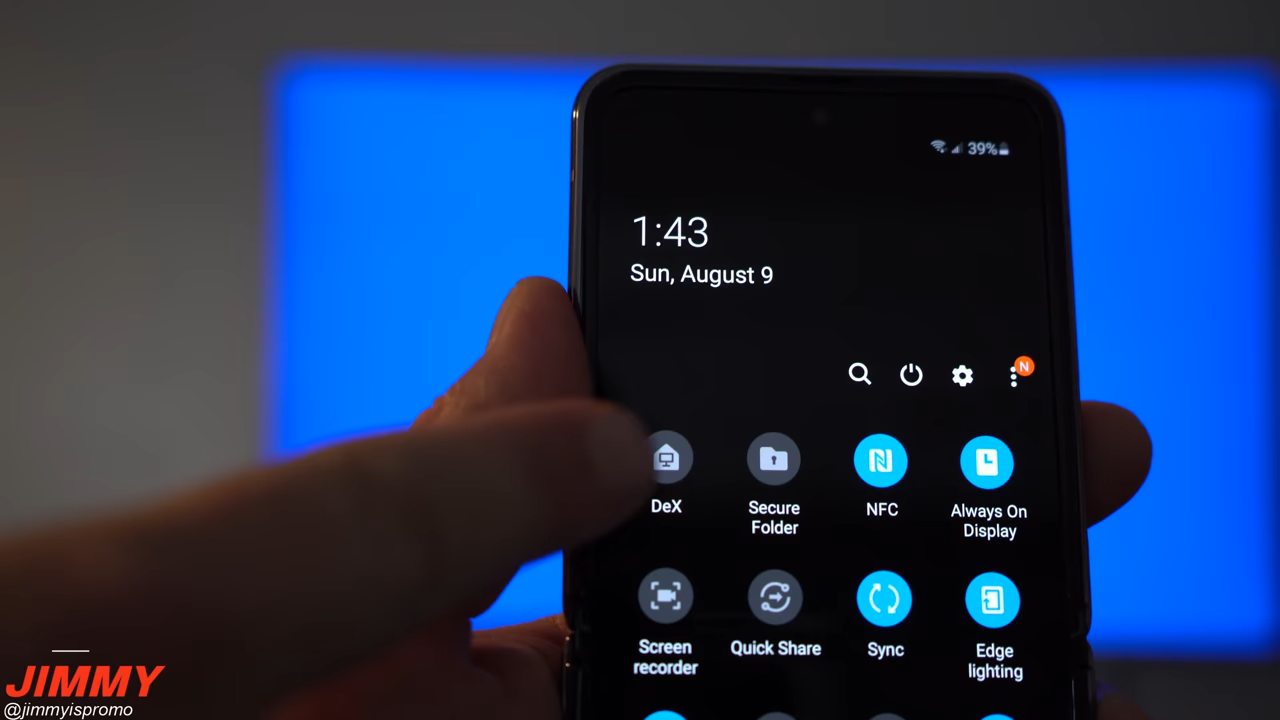 39%
1:43
Sun, August 9
N
DeX
Secure
Folder
NFC
Always On
Display
Screen
recorder
Quick Share
Sync
Edge
lighting
JIMMY
@jimmyispromo